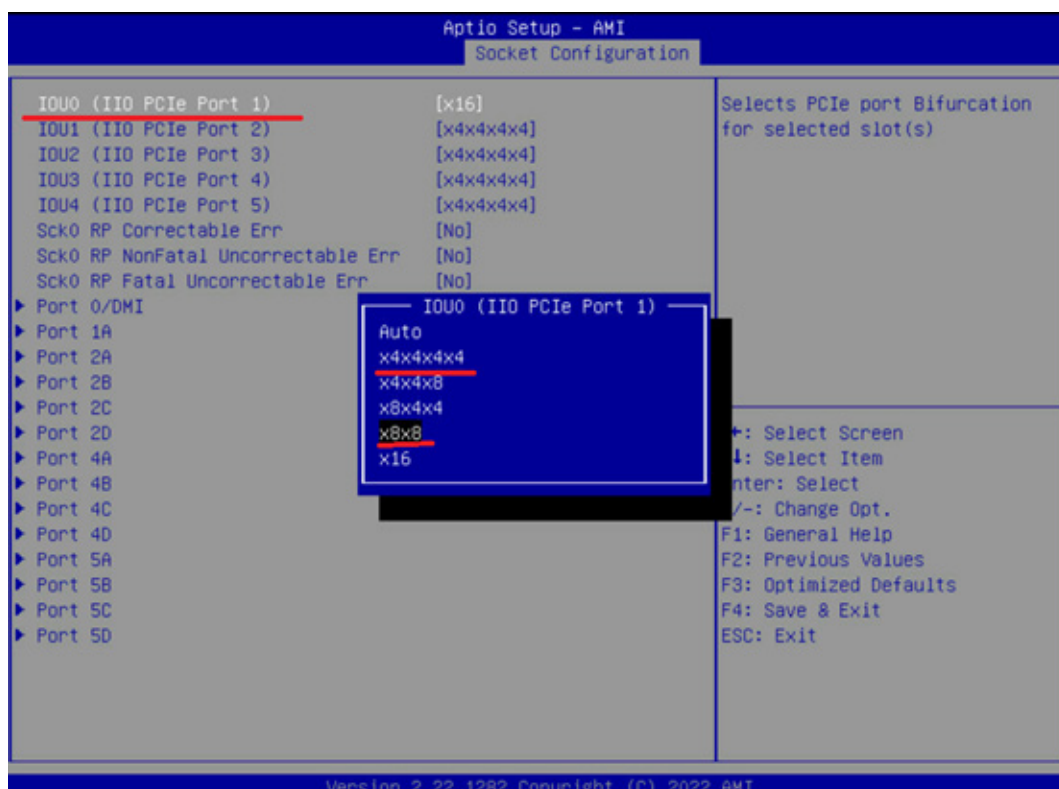 Aptio Setup - AMI
Socket Configuration
IOU0 (IIO PCIe Port 1) [x16]
IOU1 (IIO PCIe Port 2) [x4x4x4x4]
IOU2 (IIO PCIe Port 3) [x4x4x4x4]
IOU3 (IIO PCIe Port 4) [x4x4x4x4]
IOU4 (IIO PCIe Port 5) [x4x4x4x4]
Sck0 RP Correctable Err [No]
Sck0 RP NonFatal Uncorrectable Err [No]
Sck0 RP Fatal Uncorrectable Err [No]
Port 0/DMI
Port 1A
Port 2A
Port 2B
Port 2C
Port 2D
Port 4A
Port 4B
Port 4C
Port 4D
Port 5A
Port 5B
Port 5C
Port 5D
IOU0 (IIO PCIe Port 1)
Auto
x4x4x4x4
x4x4x8
x8x4x4
x8x8
x16
Selects PCIe port Bifurcation
for selected slot(s)
: Select Screen
: Select Item
nter: Select
/-: Change Opt.
F1: General Help
F2: Previous Values
F3: Optimized Defaults
F4: Save & Exit
ESC: Exit
Version 2.22.1282 Copyright (C) 2022 AMI